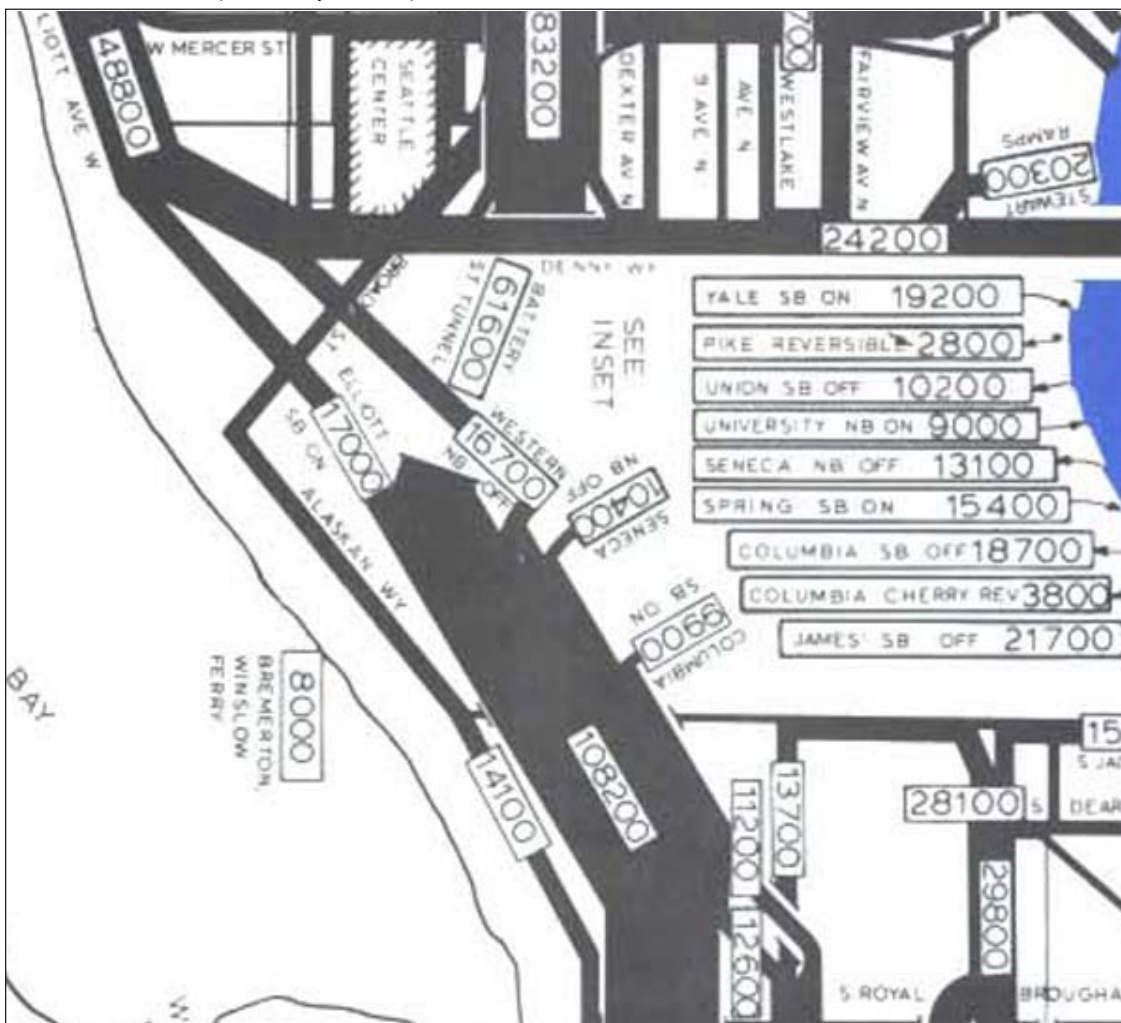 LIOTT AVE W
48800
W MERCER ST
SEATTLE
CENTER
83200
DEXTER AV N
9 AVE N
AVE N
WESTLAKE
700
FAIRVIEW AV N
RAMPS
20300
STEWART
24200
DENNY WY
BROAD
ST
BATTERY
ST TUNNEL
61600
SEE
INSET
YALE SB ON 19200
PIKE REVERSIBLE 2800
UNION SB OFF 10200
UNIVERSITY NB ON 9000
SENECA NB OFF 13100
SPRING SB ON 15400
COLUMBIA SB OFF 18700
COLUMBIA CHERRY REV 3800
JAMES SB OFF 21700
ELLIOTT
SB ON
17000
WESTERN
NB OFF
16700
NB OFF
10400
SENECA
SB ON
9900
COLUMBIA
ALASKAN WY
BAY
8000
BREMERTON
WINSLOW
FERRY
14100
108200
11200
13700
112600
15
S JA
28100
S DEAR
29800
S ROYAL BROUGHA
W